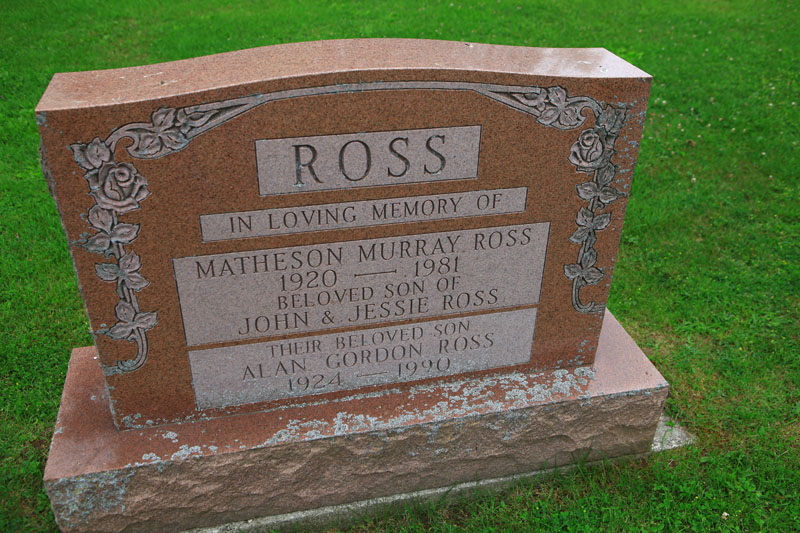 ROSS
IN LOVING MEMORY OF
MATHESON MURRAY ROSS
1920 — 1981
BELOVED SON OF
JOHN & JESSIE ROSS
THEIR BELOVED SON
ALAN GORDON ROSS
1924 — 1990